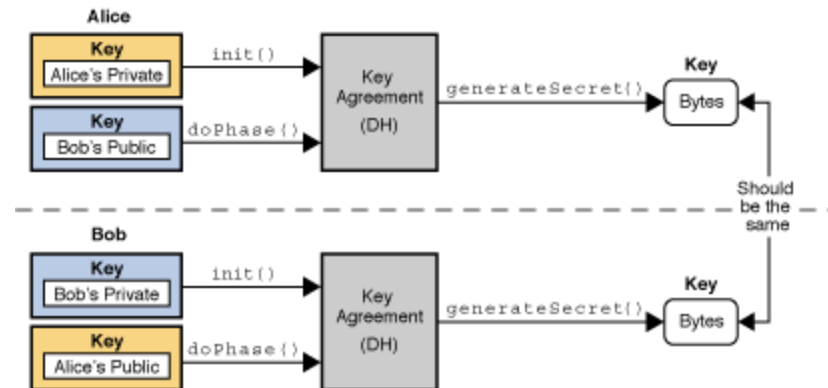 Alice
Key
Alice's Private
init()
Key
Bob's Public
doPhase()
Key
Agreement
(DH)
generateSecret()
Key
Bytes
Should
be the
same
Bob
Key
Bob's Private
init()
Key
Alice's Public
doPhase()
Key
Agreement
(DH)
generateSecret()
Key
Bytes